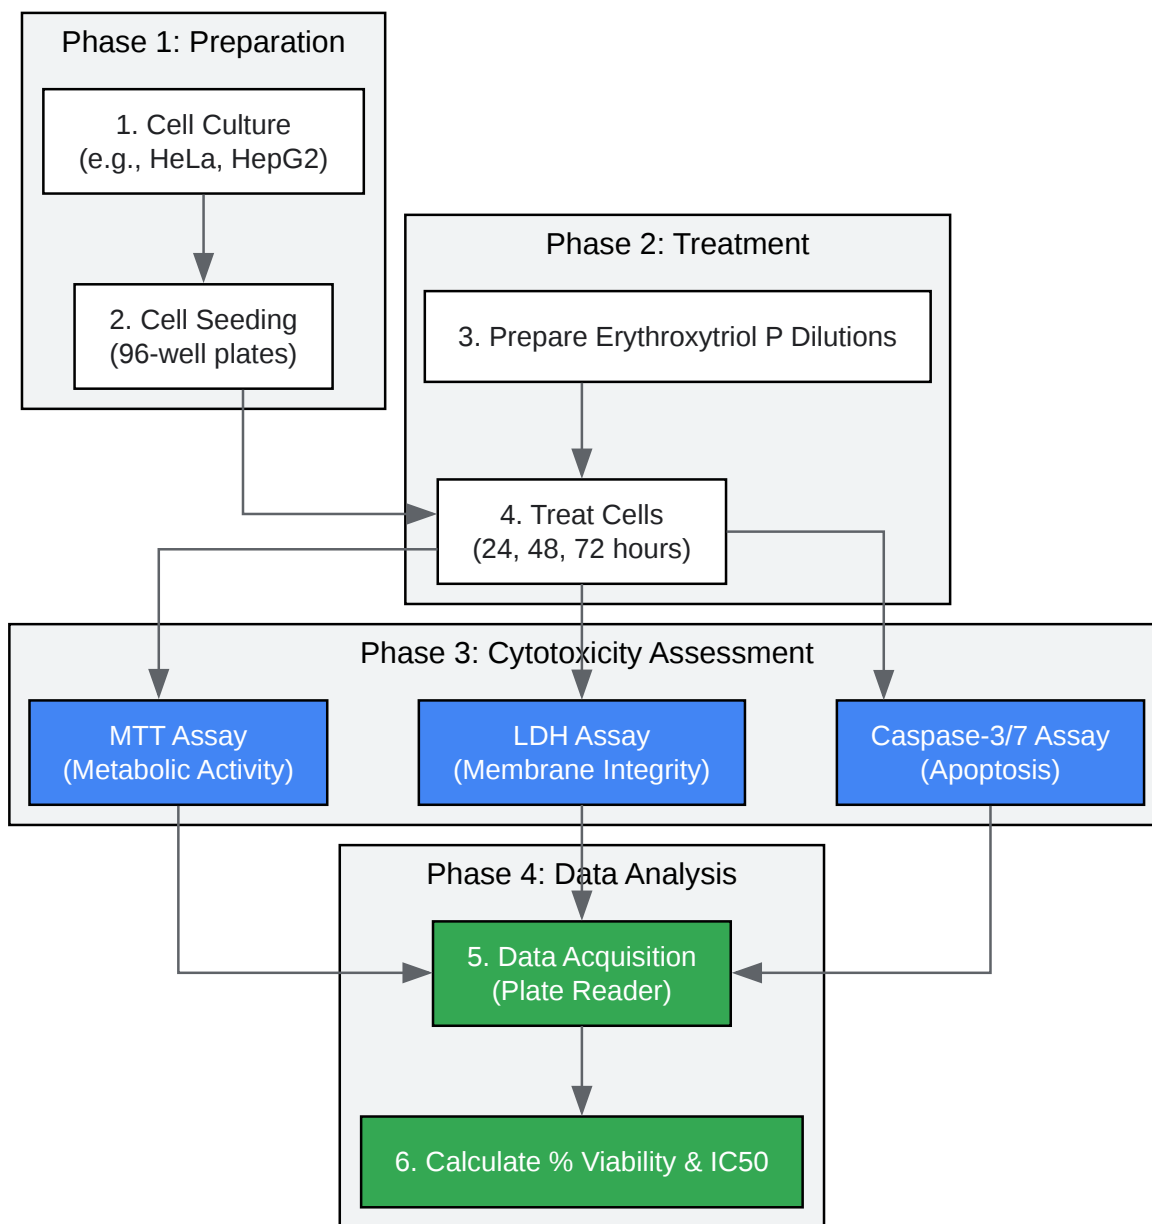 Phase 1: Preparation
1. Cell Culture
(e.g., HeLa, HepG2)
2. Cell Seeding
(96-well plates)
Phase 2: Treatment
3. Prepare Erythroxytriol P Dilutions
4. Treat Cells
(24, 48, 72 hours)
Phase 3: Cytotoxicity Assessment
MTT Assay
(Metabolic Activity)
LDH Assay
(Membrane Integrity)
Caspase-3/7 Assay
(Apoptosis)
Phase 4: Data Analysis
5. Data Acquisition
(Plate Reader)
6. Calculate % Viability & IC50